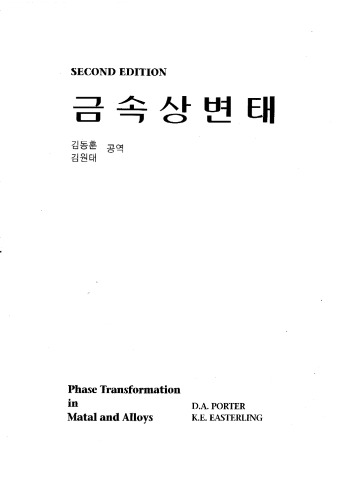 SECOND EDITION
금속상변태
김동훈
김원대 공역
Phase Transformation
in
Matal and Alloys
D.A. PORTER
K.E. EASTERLING